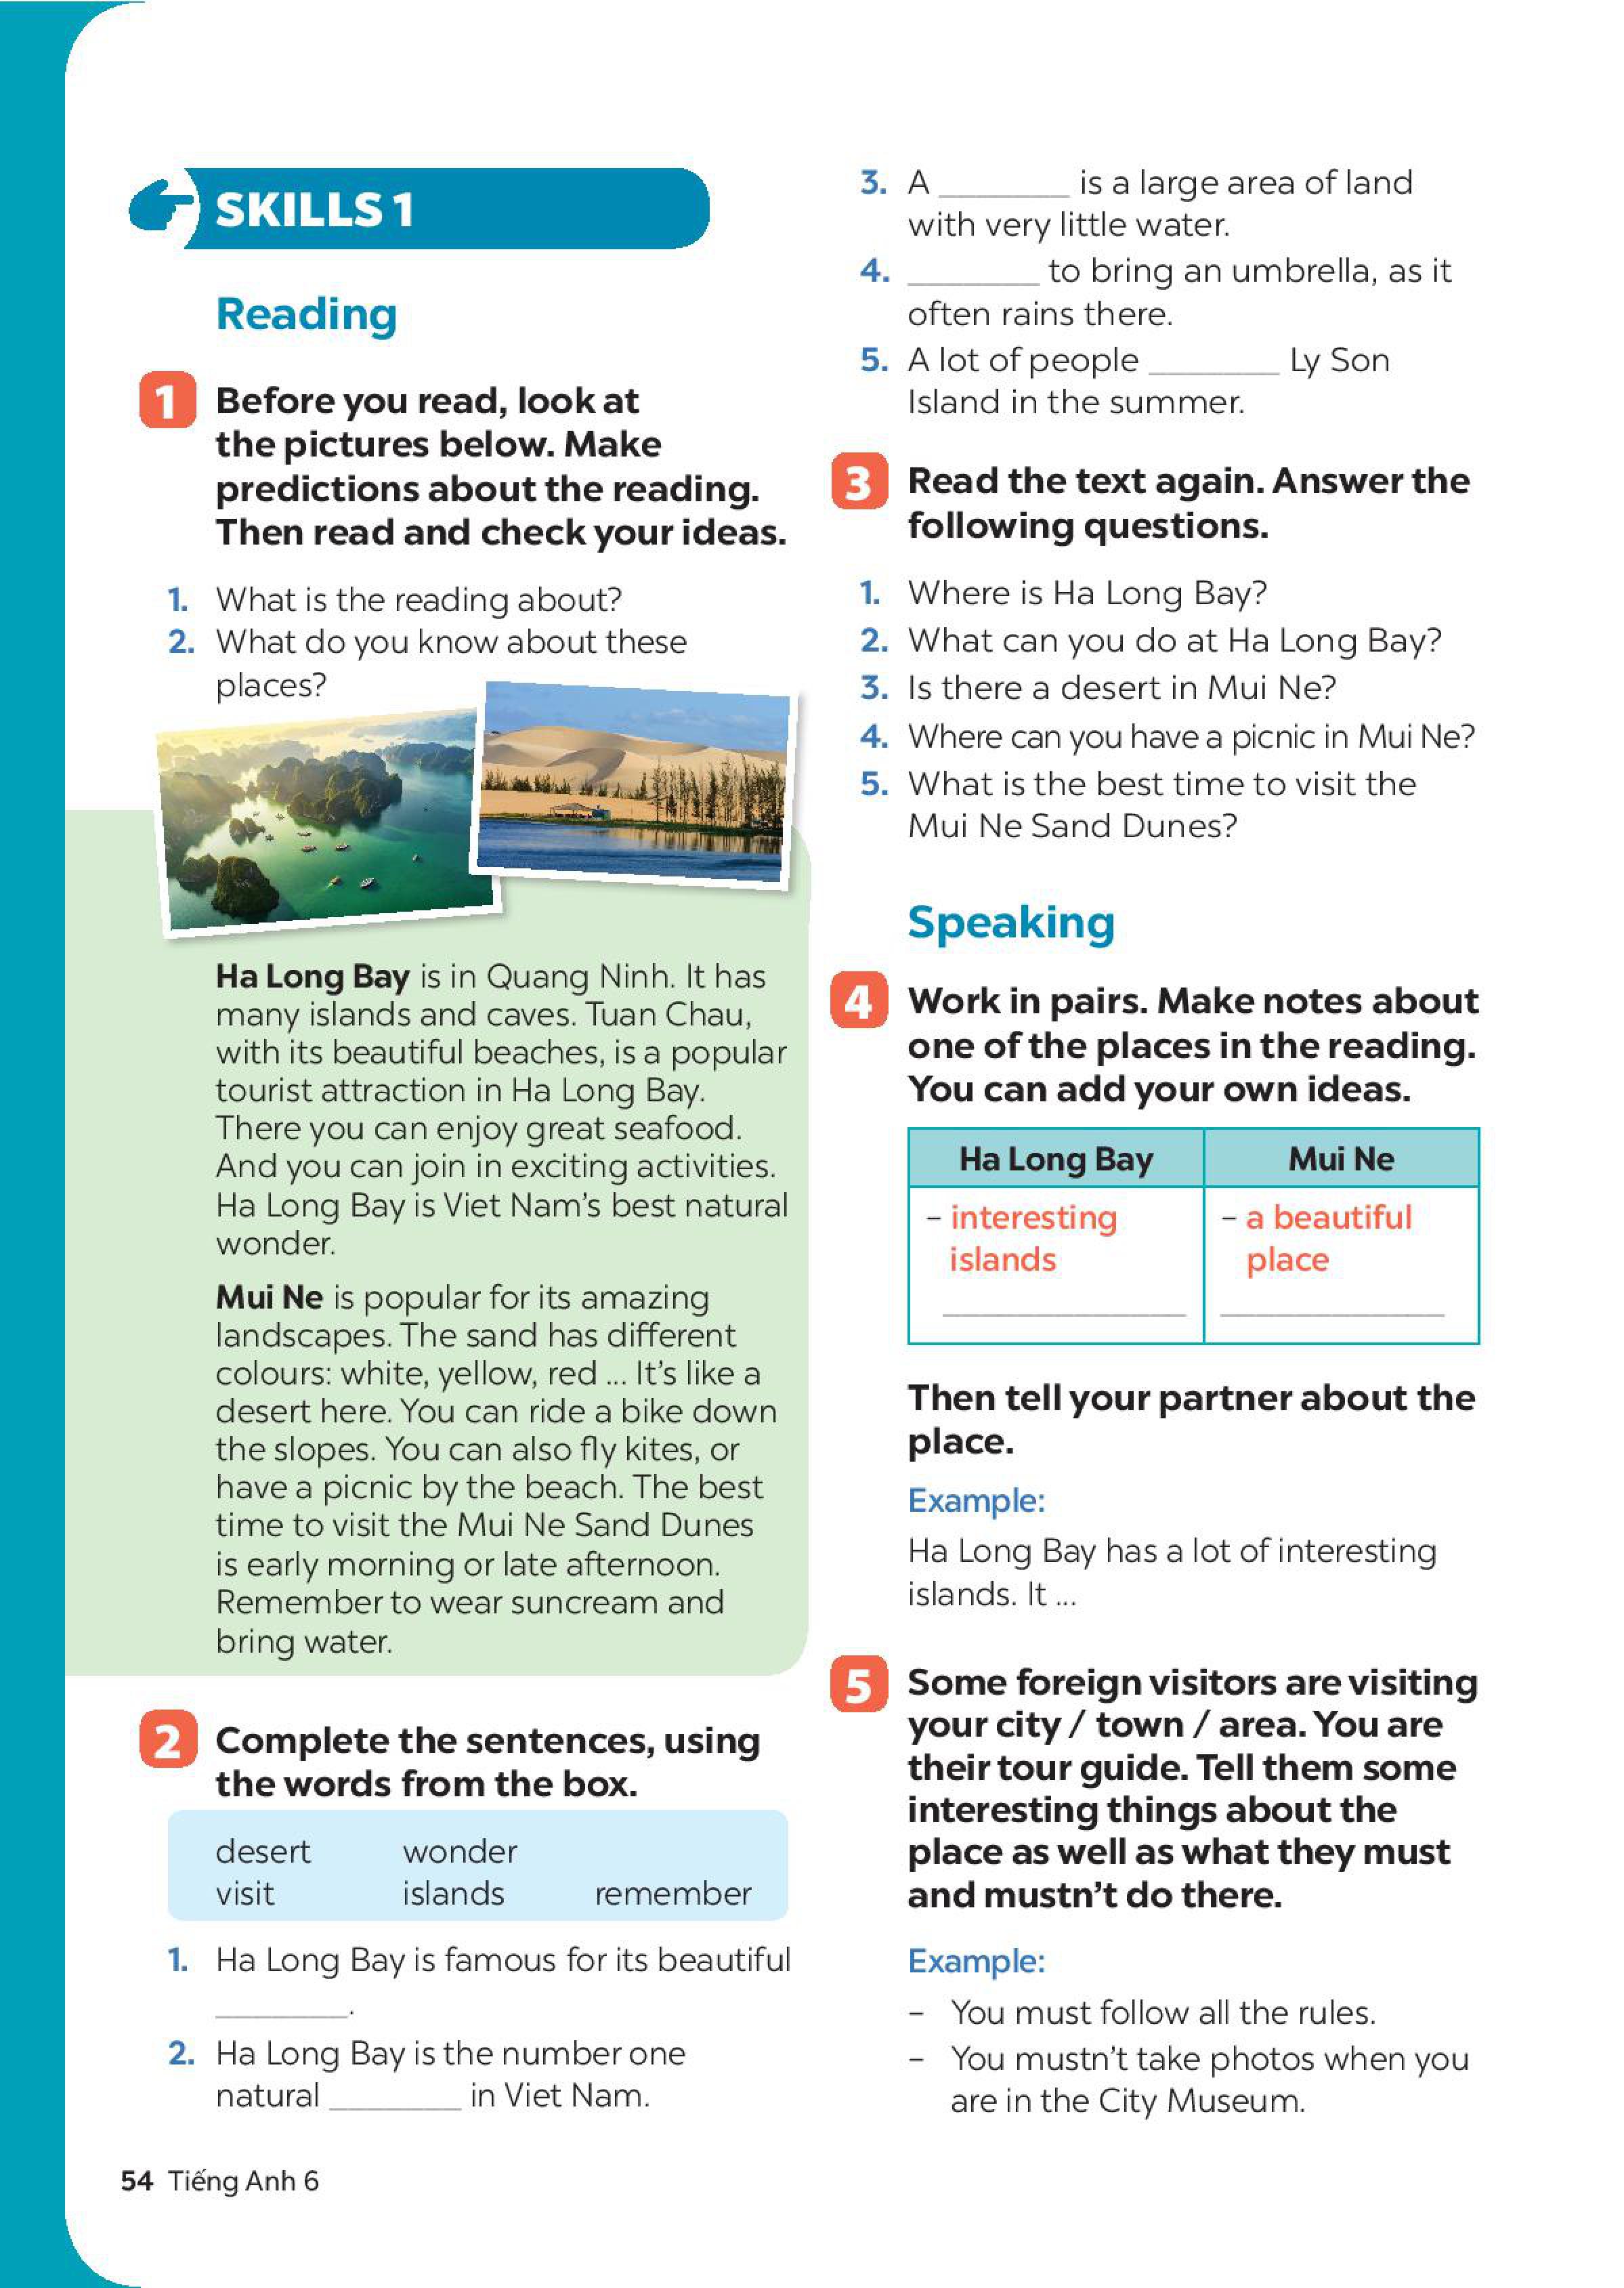 SKILLS 1
Reading
1 Before you read, look at
the pictures below. Make
predictions about the reading.
Then read and check your ideas.
1. What is the reading about?
2. What do you know about these
places?
Ha Long Bay is in Quang Ninh. It has
many islands and caves. Tuan Chau,
with its beautiful beaches, is a popular
tourist attraction in Ha Long Bay.
There you can enjoy great seafood.
And you can join in exciting activities.
Ha Long Bay is Viet Nam's best natural
wonder.
Mui Ne is popular for its amazing
landscapes. The sand has different
colours: white, yellow, red ... It's like a
desert here. You can ride a bike down
the slopes. You can also fly kites, or
have a picnic by the beach. The best
time to visit the Mui Ne Sand Dunes
is early morning or late afternoon.
Remember to wear suncream and
bring water.
2 Complete the sentences, using
the words from the box.
desert wonder
visit islands remember
1. Ha Long Bay is famous for its beautiful
________.
2. Ha Long Bay is the number one
natural ________ in Viet Nam.
3. A ________ is a large area of land
with very little water.
4. ________ to bring an umbrella, as it
often rains there.
5. A lot of people ________ Ly Son
Island in the summer.
3 Read the text again. Answer the
following questions.
1. Where is Ha Long Bay?
2. What can you do at Ha Long Bay?
3. Is there a desert in Mui Ne?
4. Where can you have a picnic in Mui Ne?
5. What is the best time to visit the
Mui Ne Sand Dunes?
Speaking
4 Work in pairs. Make notes about
one of the places in the reading.
You can add your own ideas.
Ha Long Bay Mui Ne
– interesting – a beautiful
islands place
Then tell your partner about the
place.
Example:
Ha Long Bay has a lot of interesting
islands. It ...
5 Some foreign visitors are visiting
your city / town / area. You are
their tour guide. Tell them some
interesting things about the
place as well as what they must
and mustn't do there.
Example:
– You must follow all the rules.
– You mustn't take photos when you
are in the City Museum.
54 Tiếng Anh 6